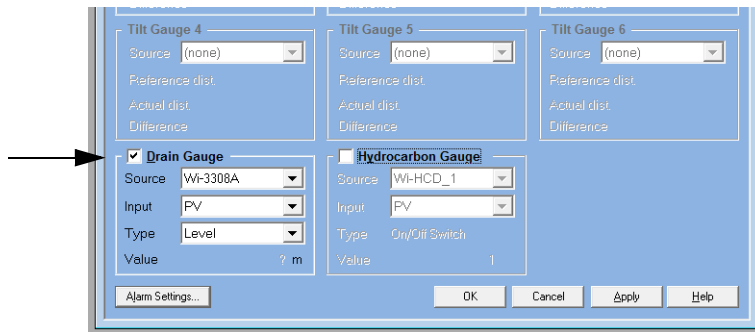 Difference Difference Difference
Tilt Gauge 4 Tilt Gauge 5 Tilt Gauge 6
Source (none) Source (none) Source (none)
Reference dist. Reference dist. Reference dist.
Actual dist. Actual dist. Actual dist.
Difference Difference Difference
Drain Gauge Hydrocarbon Gauge
Source Wi-3308A Source Wi-HCD_1
Input PV Input PV
Type Level Type On/Off Switch
Value ? m Value 1
Alarm Settings... OK Cancel Apply Help